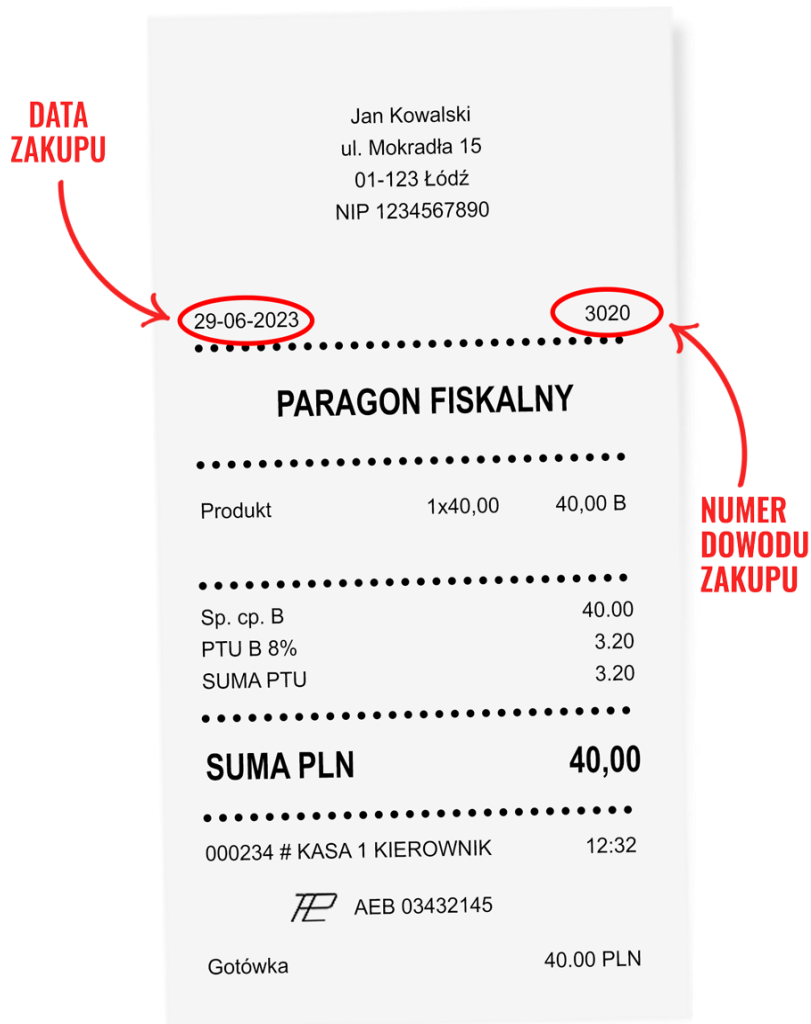 DATA
ZAKUPU
Jan Kowalski
ul. Mokradła 15
01-123 Łódź
NIP 1234567890
29-06-2023 3020
PARAGON FISKALNY
Produkt 1x40,00 40,00 B
NUMER
DOWODU
ZAKUPU
Sp. cp. B 40.00
PTU B 8% 3.20
SUMA PTU 3.20
SUMA PLN 40,00
000234 # KASA 1 KIEROWNIK 12:32
AEB 03432145
Gotówka 40.00 PLN